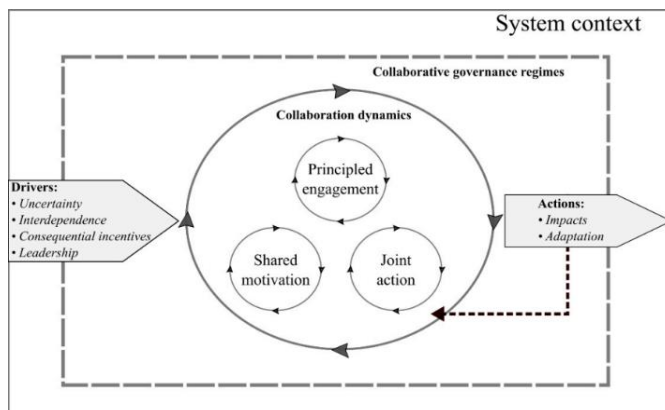 System context
Collaborative governance regimes
Collaboration dynamics
Principled
engagement
Drivers:
• Uncertainty
• Interdependence
• Consequential incentives
• Leadership
Shared
motivation
Joint
action
Actions:
• Impacts
• Adaptation